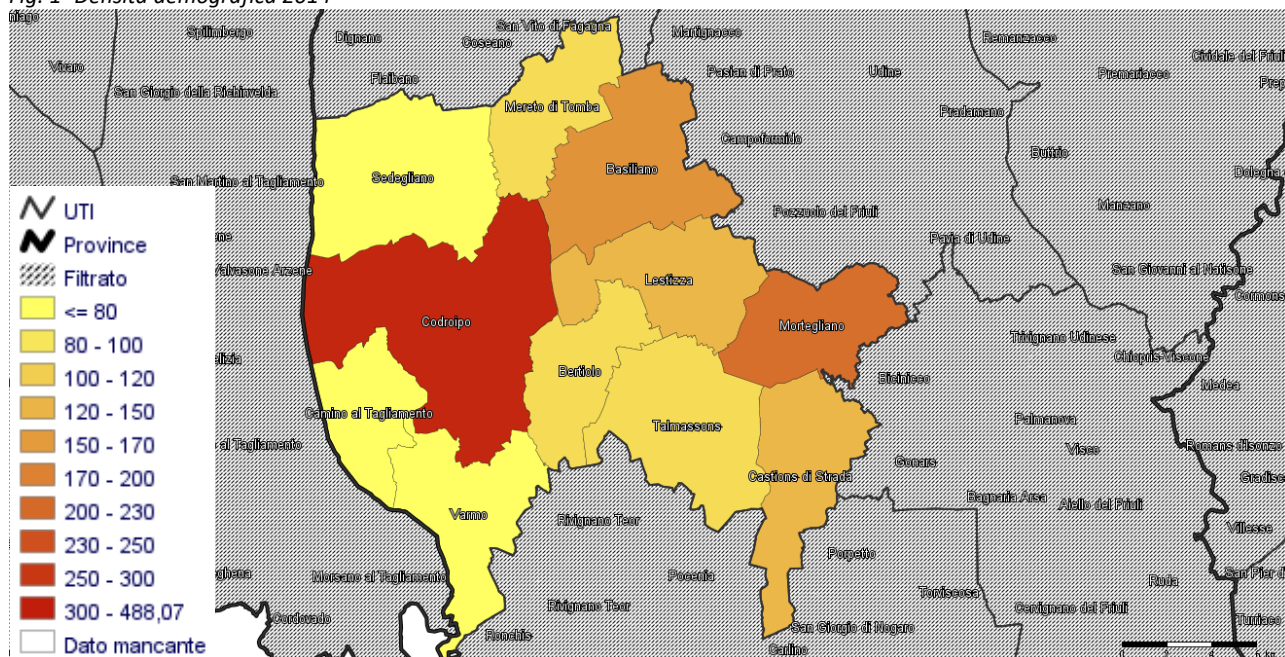 Fig. 1- Densità demografica 2014
Spilimbergo
Dignano
San Vito di Fagagna
Coseano
Martignacco
Remanzacco
Vivaro
Flaibano
Pasian di Prato
Udine
Premariacco
Cividale del Friuli
San Giorgio della Richinvelda
Mereto di Tomba
Pradamano
Campoformido
Buttrio
San Martino al Tagliamento
Sedegliano
Basiliano
Manzano
Pozzuolo del Friuli
Pavia di Udine
Valvasone Arzene
San Giovanni al Natisone
Lestizza
Cormons
Codroipo
Mortegliano
Trivignano Udinese
Chiopris-Viscone
Bertiolo
Bicinicco
Medea
Camino al Tagliamento
Talmassons
Palmanova
Visco
Romans d'Isonzo
Gonars
Castions di Strada
Bagnaria Arsa
Aiello del Friuli
Varmo
Rivignano Teor
Villesse
Porpetto
Morsano al Tagliamento
Pocenia
Torviscosa
Ruda
Cordovado
Rivignano Teor
Cervignano del Friuli
Ronchis
San Giorgio di Nogaro
Carlino
UTI
Province
Filtrato
<= 80
80 - 100
100 - 120
120 - 150
150 - 170
170 - 200
200 - 230
230 - 250
250 - 300
300 - 488,07
Dato mancante